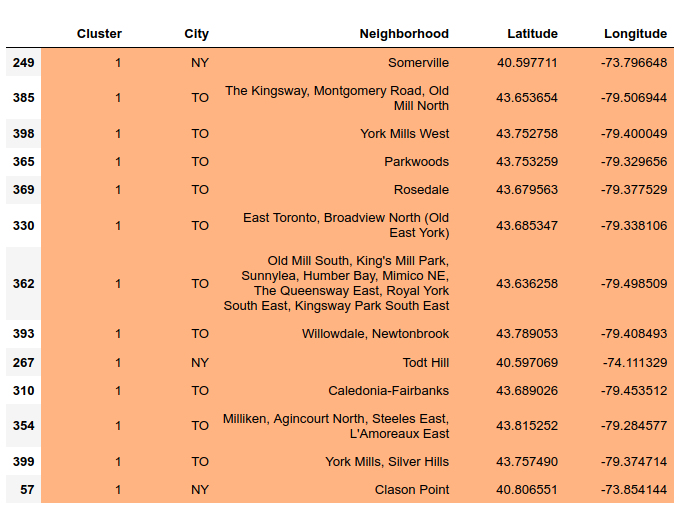 Cluster City Neighborhood Latitude Longitude
249 1 NY Somerville 40.597711 -73.796648
385 1 TO The Kingsway, Montgomery Road, Old
Mill North 43.653654 -79.506944
398 1 TO York Mills West 43.752758 -79.400049
365 1 TO Parkwoods 43.753259 -79.329656
369 1 TO Rosedale 43.679563 -79.377529
330 1 TO East Toronto, Broadview North (Old
East York) 43.685347 -79.338106
362 1 TO Old Mill South, King's Mill Park,
Sunnylea, Humber Bay, Mimico NE,
The Queensway East, Royal York
South East, Kingsway Park South East 43.636258 -79.498509
393 1 TO Willowdale, Newtonbrook 43.789053 -79.408493
267 1 NY Todt Hill 40.597069 -74.111329
310 1 TO Caledonia-Fairbanks 43.689026 -79.453512
354 1 TO Milliken, Agincourt North, Steeles East,
L'Amoreaux East 43.815252 -79.284577
399 1 TO York Mills, Silver Hills 43.757490 -79.374714
57 1 NY Clason Point 40.806551 -73.854144